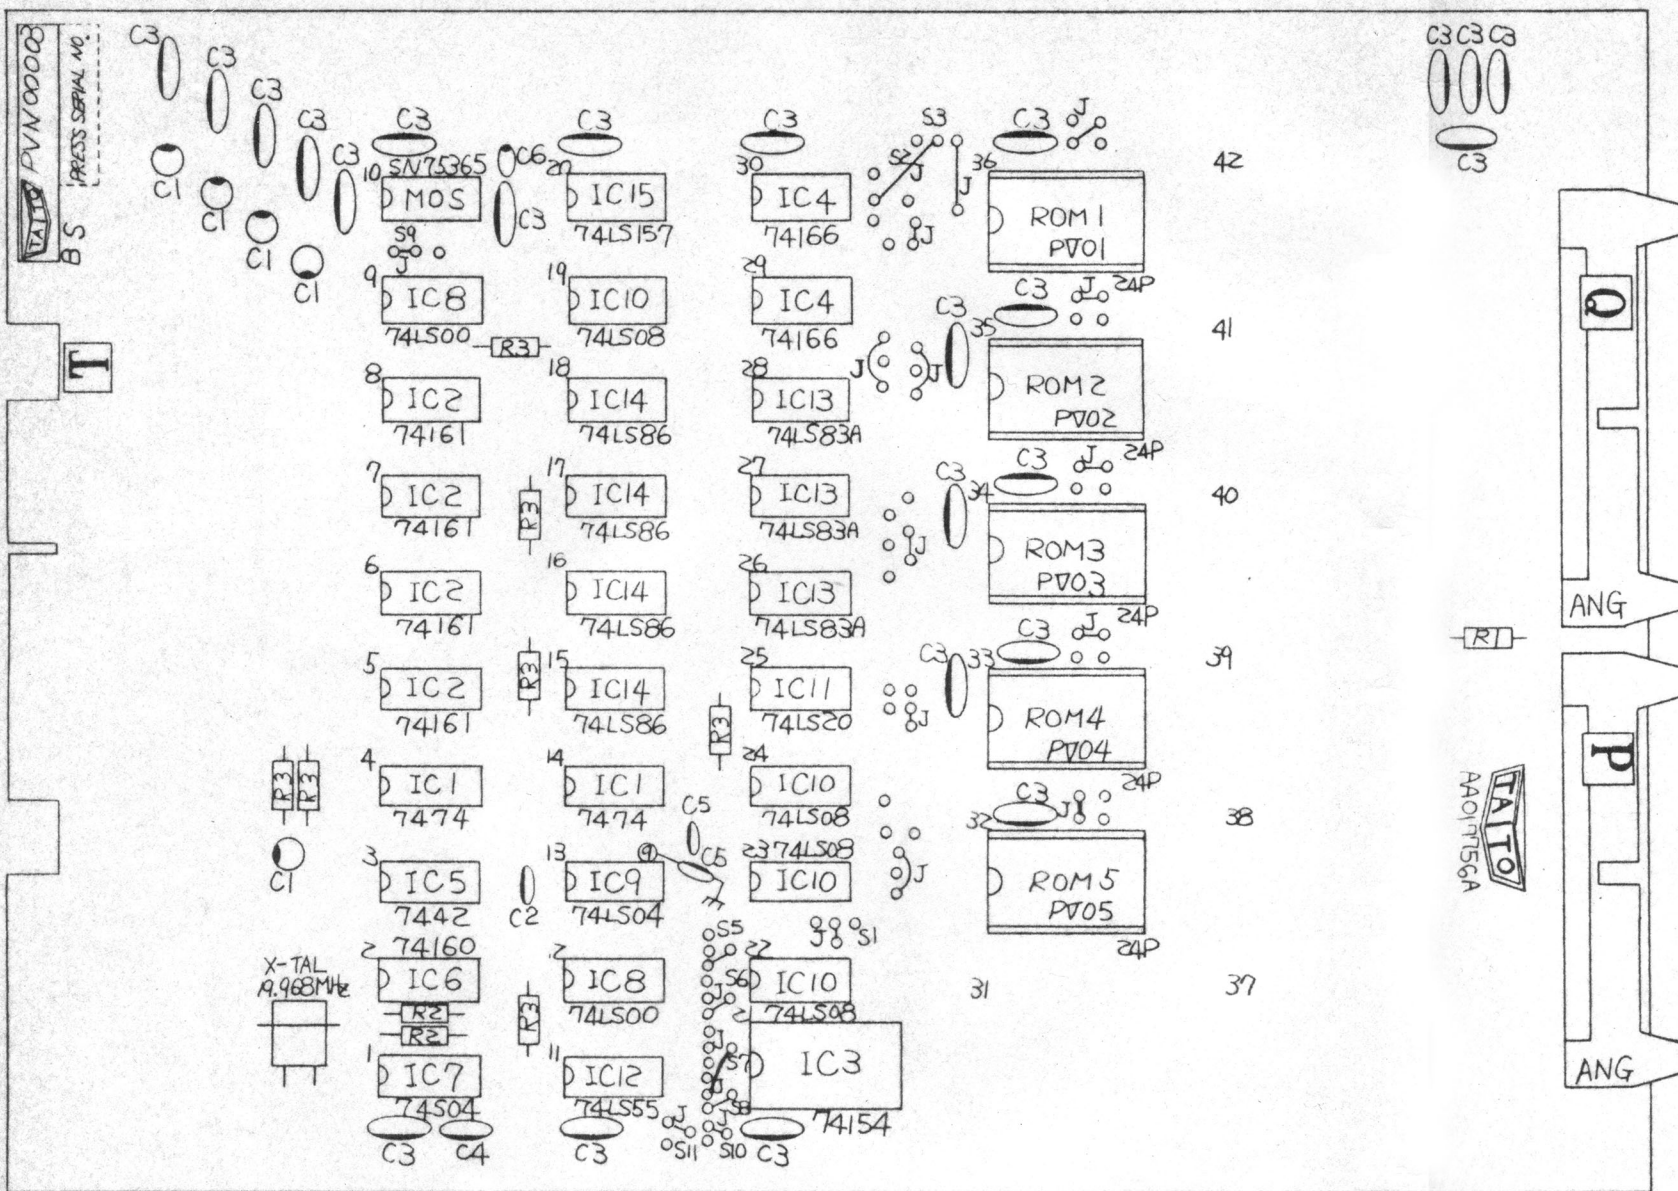 TAITO PVN00003
PRESS SERIAL NO.
BS
T
C3
C3
C3
C3
C3
C1
C1
C1
C1
C3
SN75365
10
MOS
S9
J
C6
C3
20
C3
IC15
74LS157
30
C3
IC4
74166
S3
S2
J
J
J
36
C3
J
ROM1
PV01
24P
42
C3 C3 C3
C3
9
IC8
74LS00
R3
19
IC10
74LS08
29
IC4
74166
C3
35
C3
J
ROM2
PV02
24P
41
Q
8
IC2
74161
18
IC14
74LS86
28
IC13
74LS83A
J
J
7
IC2
74161
R3
17
IC14
74LS86
27
IC13
74LS83A
J
C3
34
C3
J
ROM3
PV03
24P
40
6
IC2
74161
16
IC14
74LS86
26
IC13
74LS83A
ANG
R1
5
IC2
74161
R3
15
IC14
74LS86
R3
25
IC11
74LS20
J
C3
33
C3
J
ROM4
PV04
24P
39
P
R3
R3
4
IC1
7474
14
IC1
7474
C5
24
IC10
74LS08
TAITO
C1
3
IC5
7442
C2
13
IC9
74LS04
C5
23
74LS08
IC10
J
32
C3
J
ROM5
PV05
24P
38
X-TAL
19.968MHz
74160
2
IC6
R2
R2
R3
12
IC8
74LS00
S5
S6
J
J
S7
J
S8
J
22
IC10
74LS08
J
S1
31
37
1
IC7
74S04
C3
C4
11
IC12
74LS55
C3
J
S11
S10
21
IC3
74154
C3
ANG